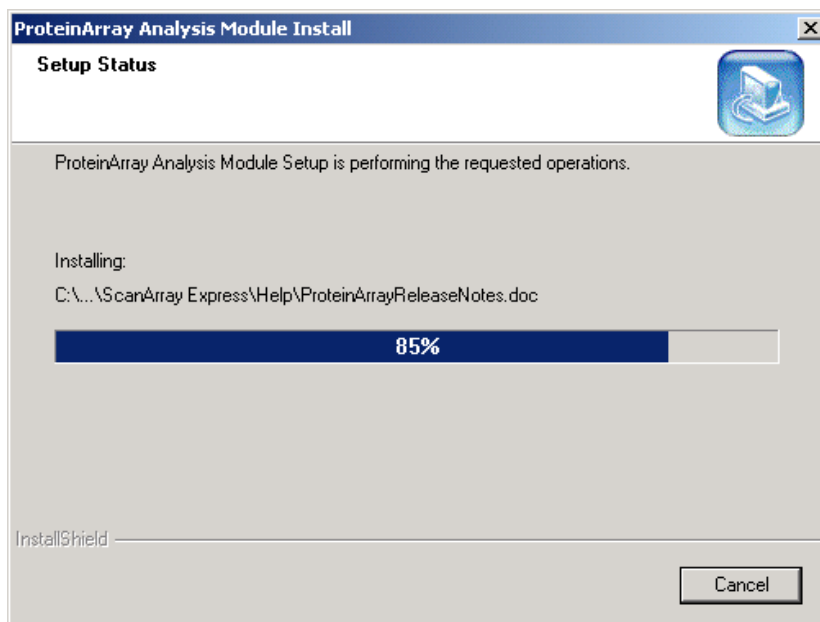 ProteinArray Analysis Module Install
Setup Status
ProteinArray Analysis Module Setup is performing the requested operations.
Installing:
C:\...\ScanArray Express\Help\ProteinArrayReleaseNotes.doc
85%
InstallShield
Cancel